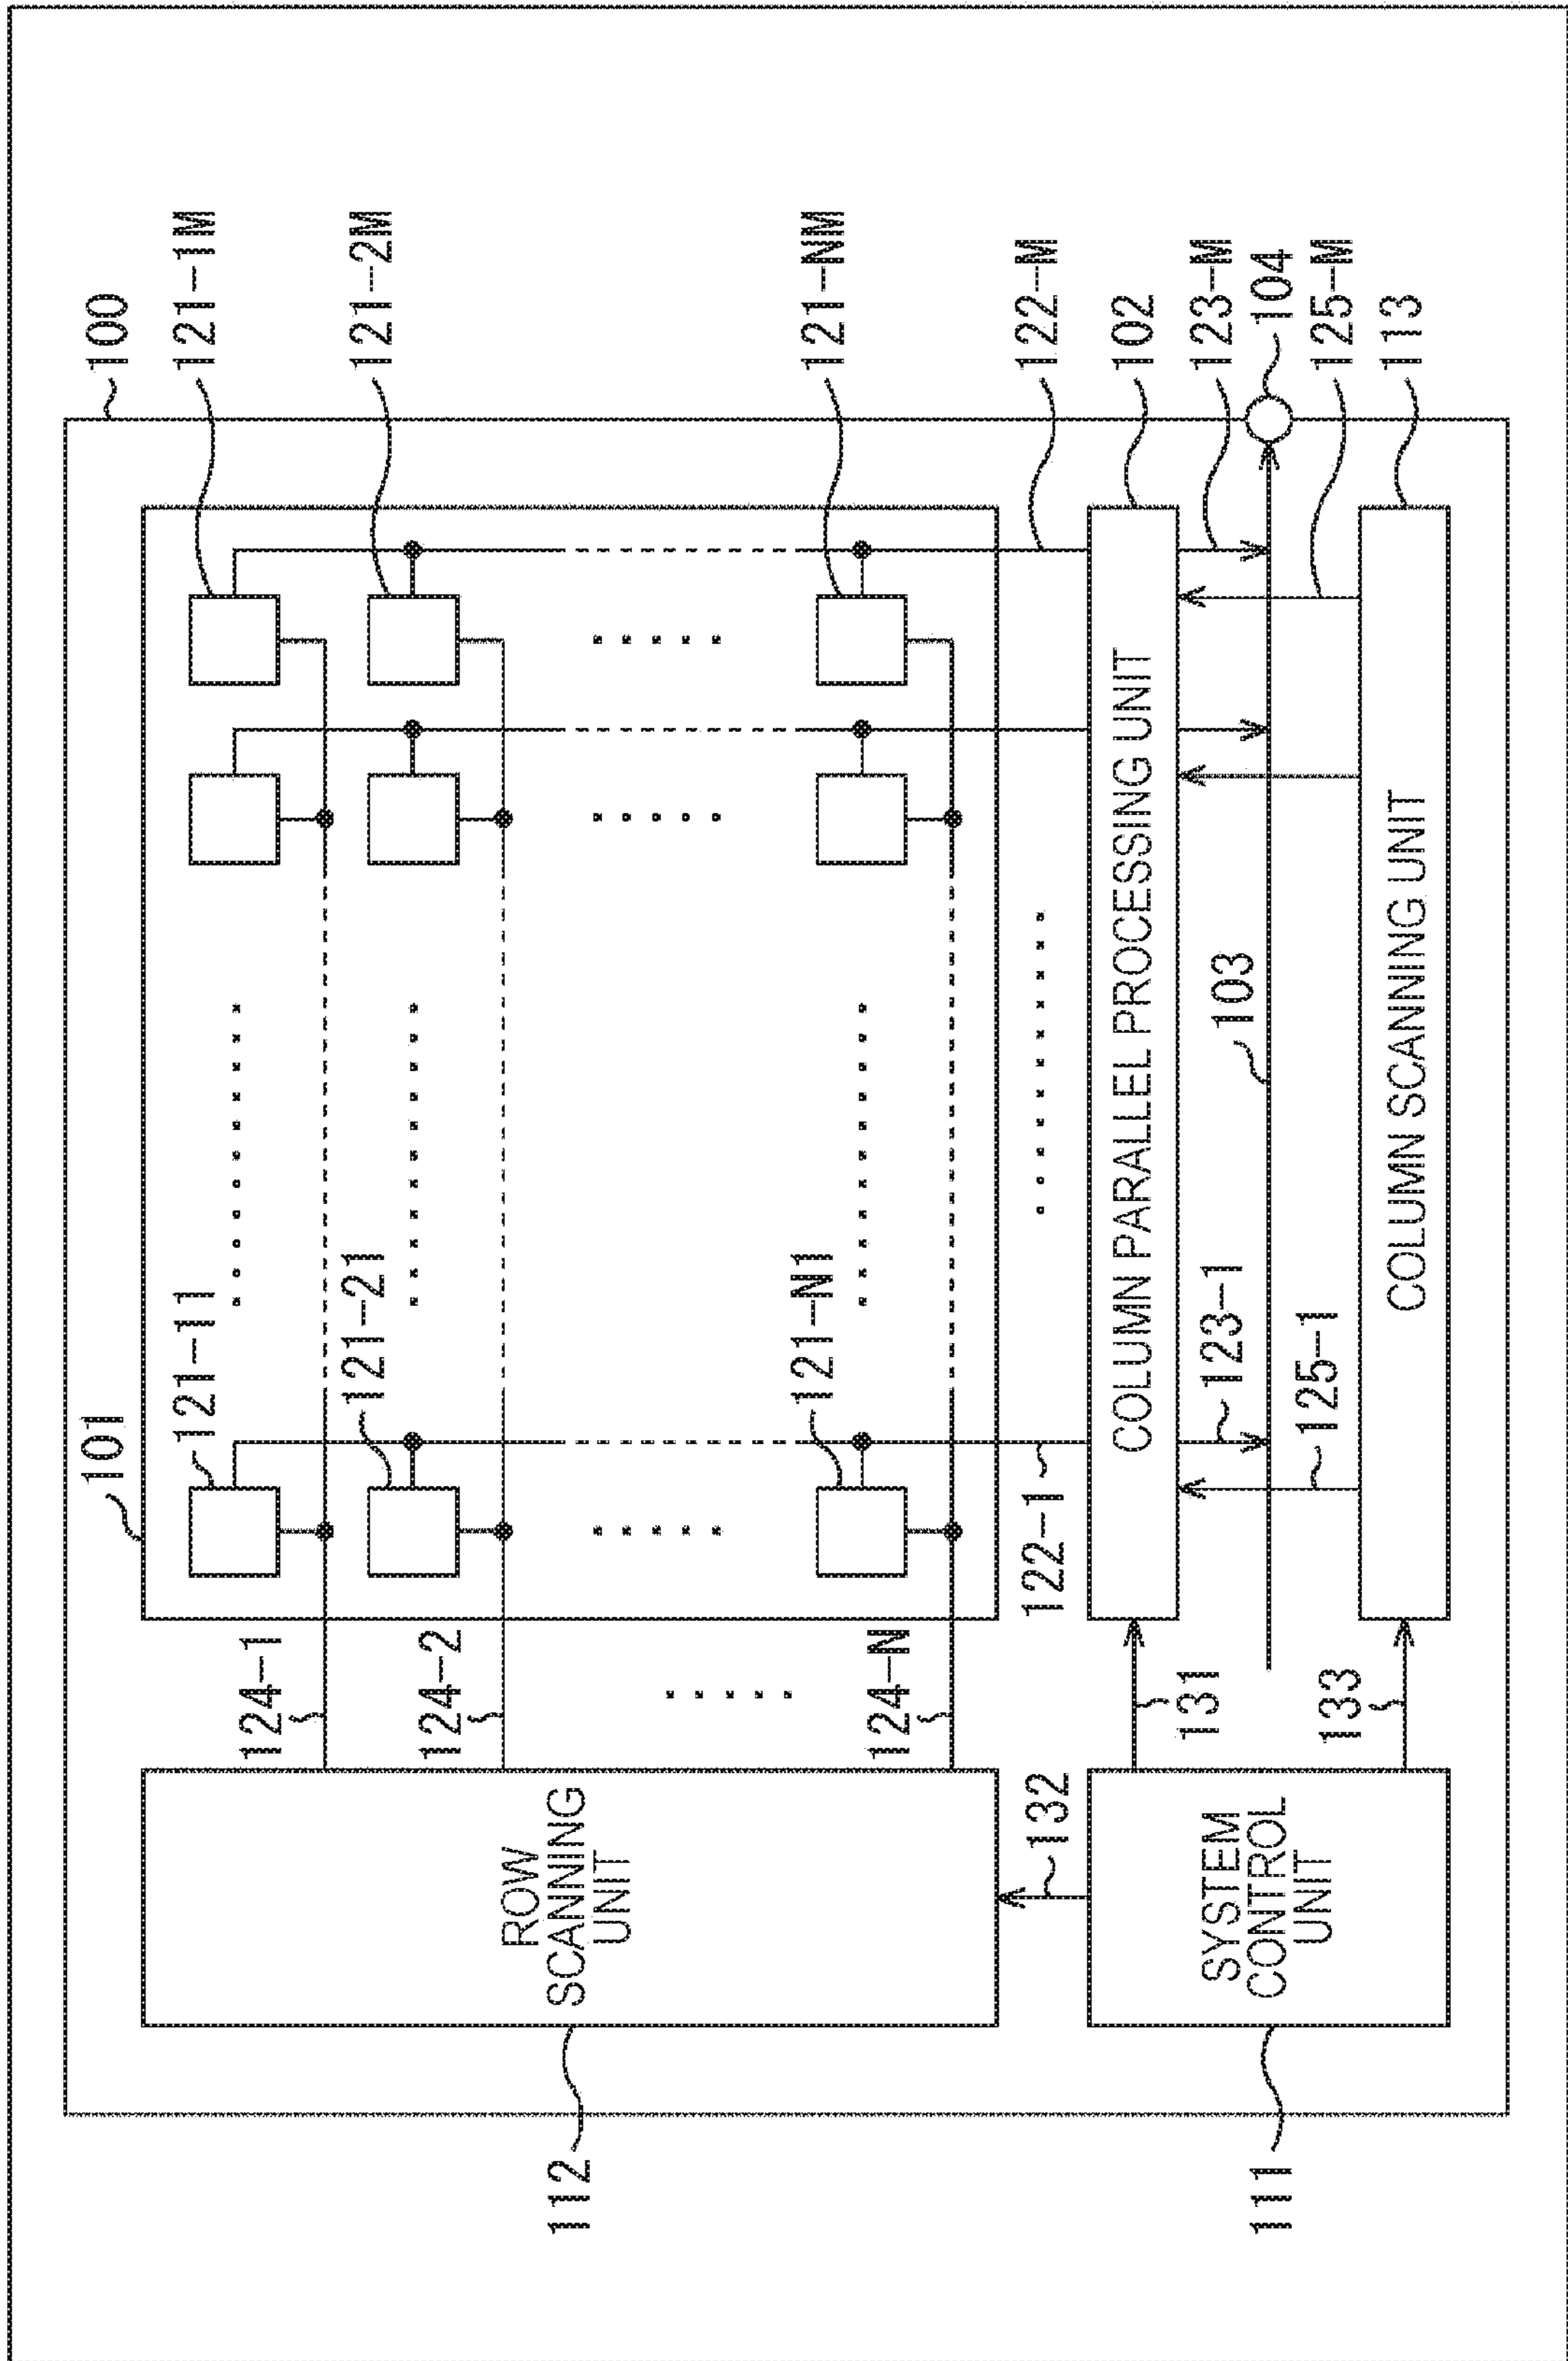 100
101
121-11
121-1M
121-21
121-2M
121-N1
121-NM
124-1
124-2
124-N
ROW
SCANNING
UNIT
112
122-1
122-M
132
COLUMN PARALLEL PROCESSING UNIT
102
131
123-1
123-M
103
104
SYSTEM
CONTROL
UNIT
111
125-1
125-M
133
COLUMN SCANNING UNIT
113